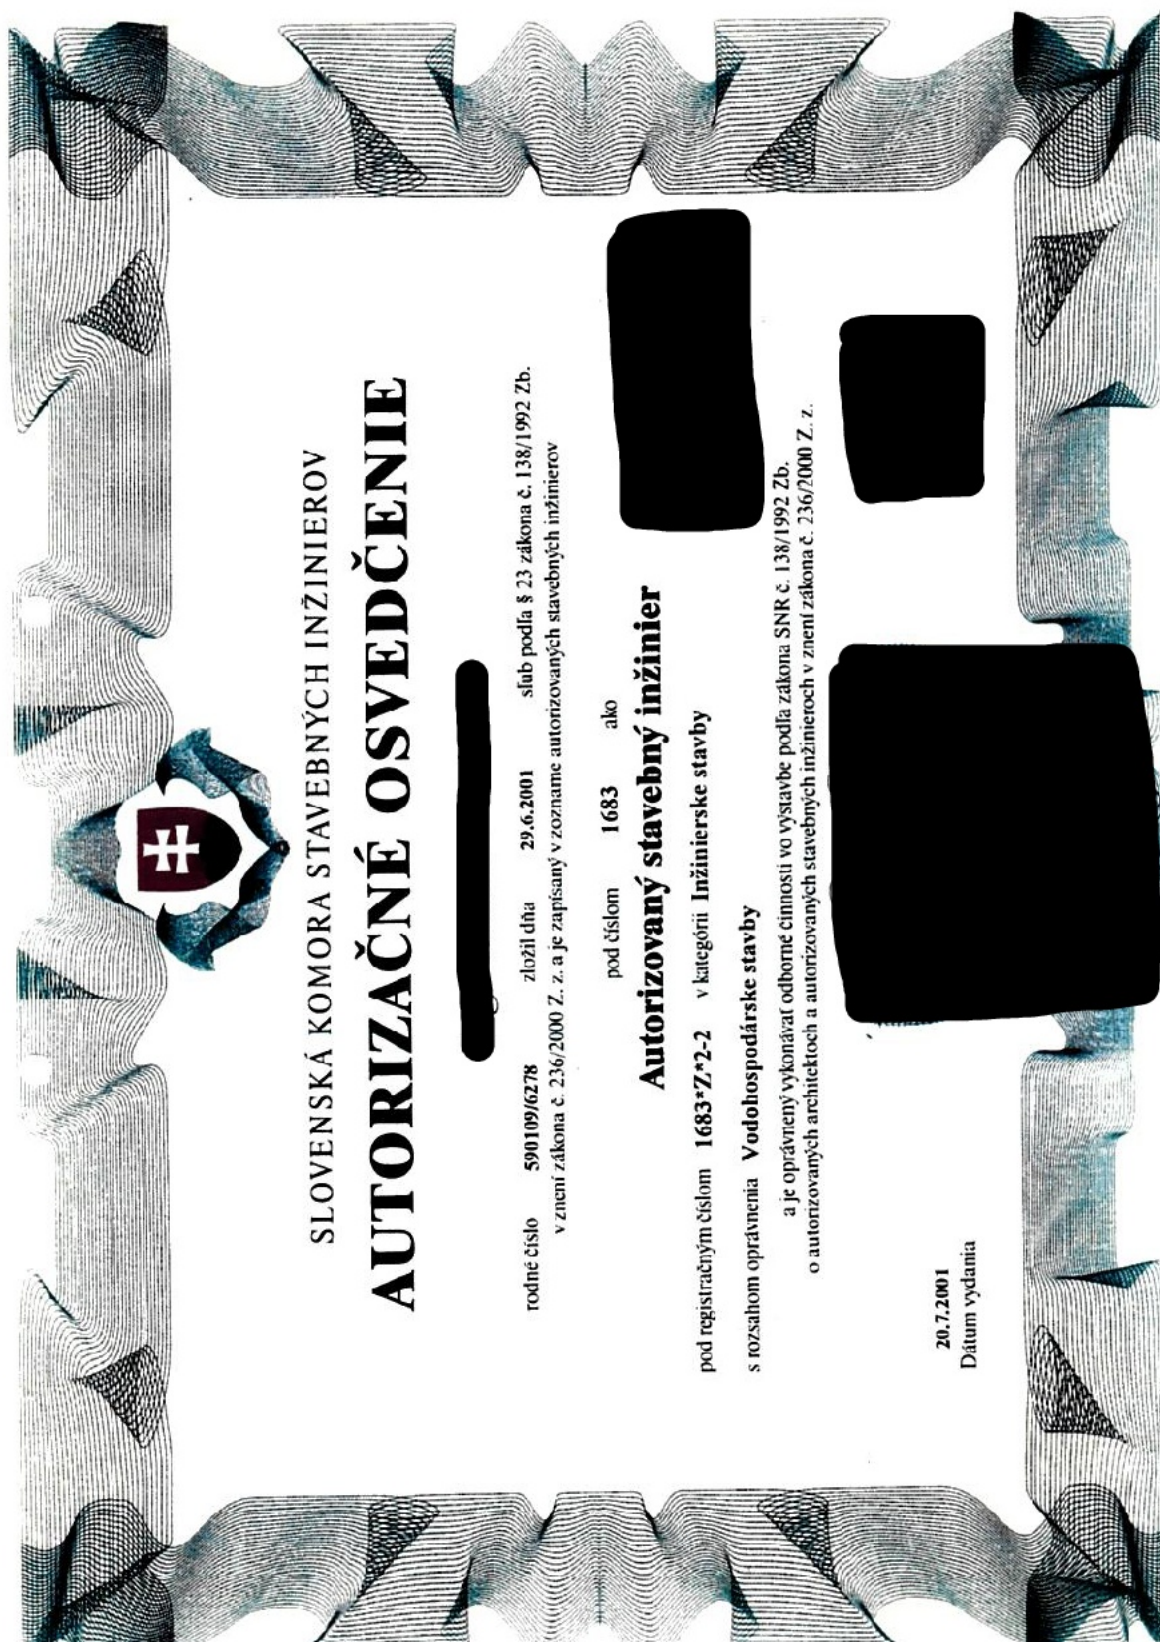 SLOVENSKÁ KOMORA STAVEBNÝCH INŽINIEROV
AUTORIZAČNÉ OSVEDČENIE
rodné číslo 590109/6278 zložil dňa 29.6.2001 sľub podľa § 23 zákona č. 138/1992 Zb.
v znení zákona č. 236/2000 Z. z. a je zapísaný v zozname autorizovaných stavebných inžinierov
pod číslom 1683 ako
Autorizovaný stavebný inžinier
pod registračným číslom 1683*Z*2-2 v kategórii Inžinierske stavby
s rozsahom oprávnenia Vodohospodárske stavby
a je oprávnený vykonávať odborné činnosti vo výstavbe podľa zákona SNR č. 138/1992 Zb.
o autorizovaných architektoch a autorizovaných stavebných inžinieroch v znení zákona č. 236/2000 Z. z.
20.7.2001
Dátum vydania